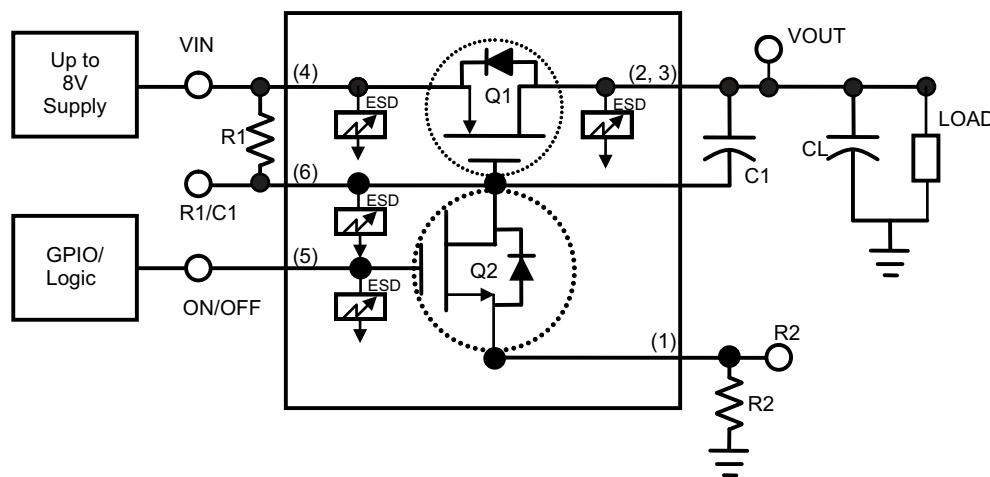 Up to
8V
Supply
VIN
(4)
ESD
Q1
ESD
(2, 3)
VOUT
R1
C1
CL
LOAD
R1/C1
(6)
ESD
GPIO/
Logic
ON/OFF
(5)
ESD
Q2
(1)
R2
R2